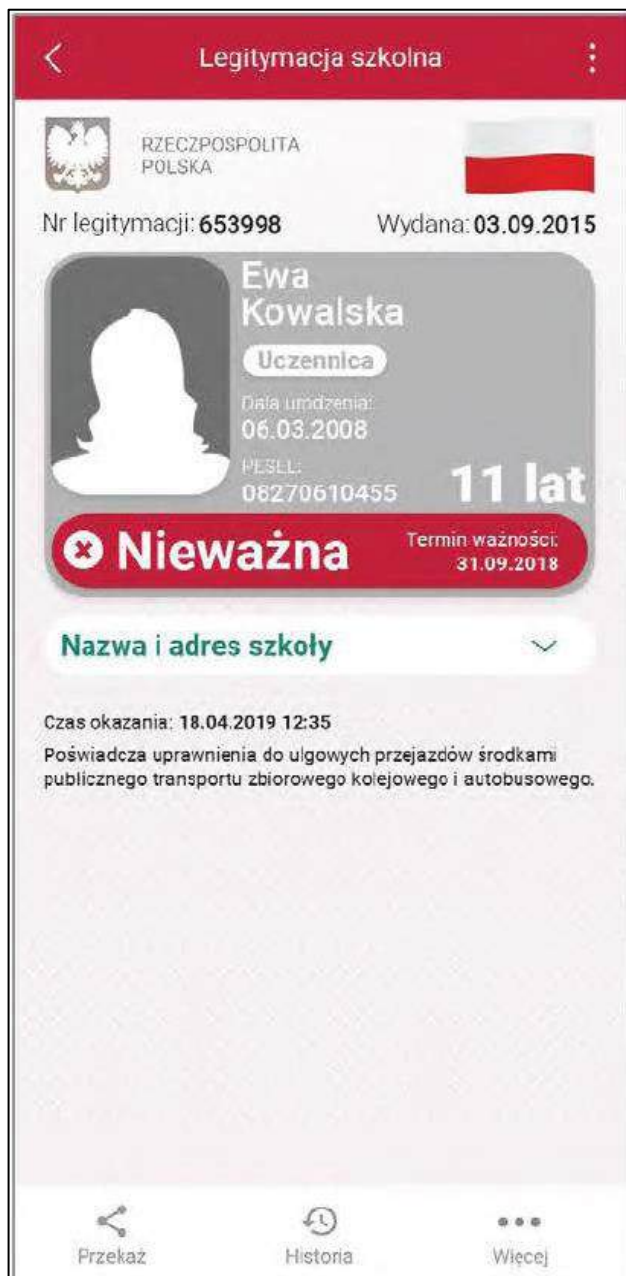 Legitymacja szkolna
RZECZPOSPOLITA
POLSKA
Nr legitymacji: 653998
Wydana: 03.09.2015
Ewa
Kowalska
Uczennica
Data urodzenia:
06.03.2008
PESEL:
08270610455
11 lat
Nieważna
Termin ważności:
31.09.2018
Nazwa i adres szkoły
Czas okazania: 18.04.2019 12:35
Poświadcza uprawnienia do ulgowych przejazdów środkami
publicznego transportu zbiorowego kolejowego i autobusowego.
Przekaż
Historia
Więcej